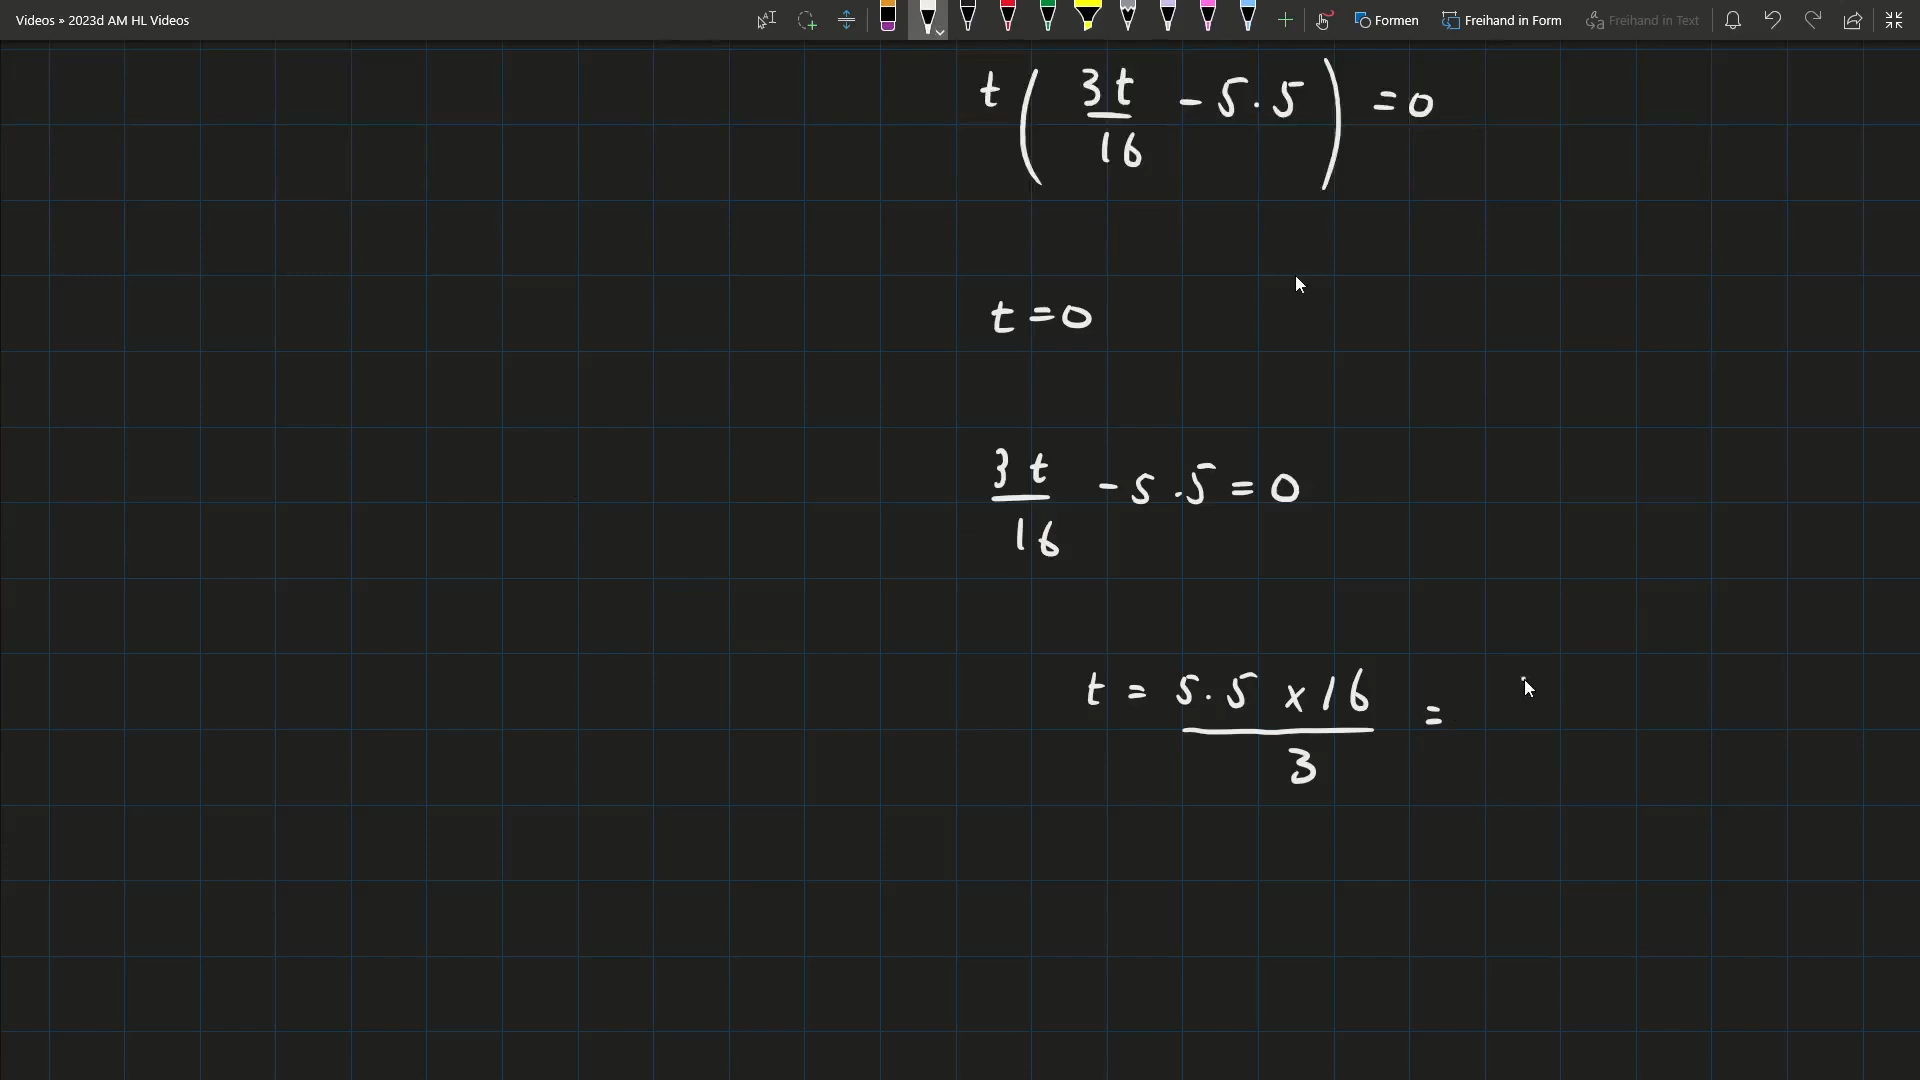 Videos » 2023d AM HL Videos
Formen
Freihand in Form
Freihand in Text
t ( 3t/16 - 5.5 ) = 0
t = 0
3t/16 - 5.5 = 0
t = 5.5 x 16 / 3 =